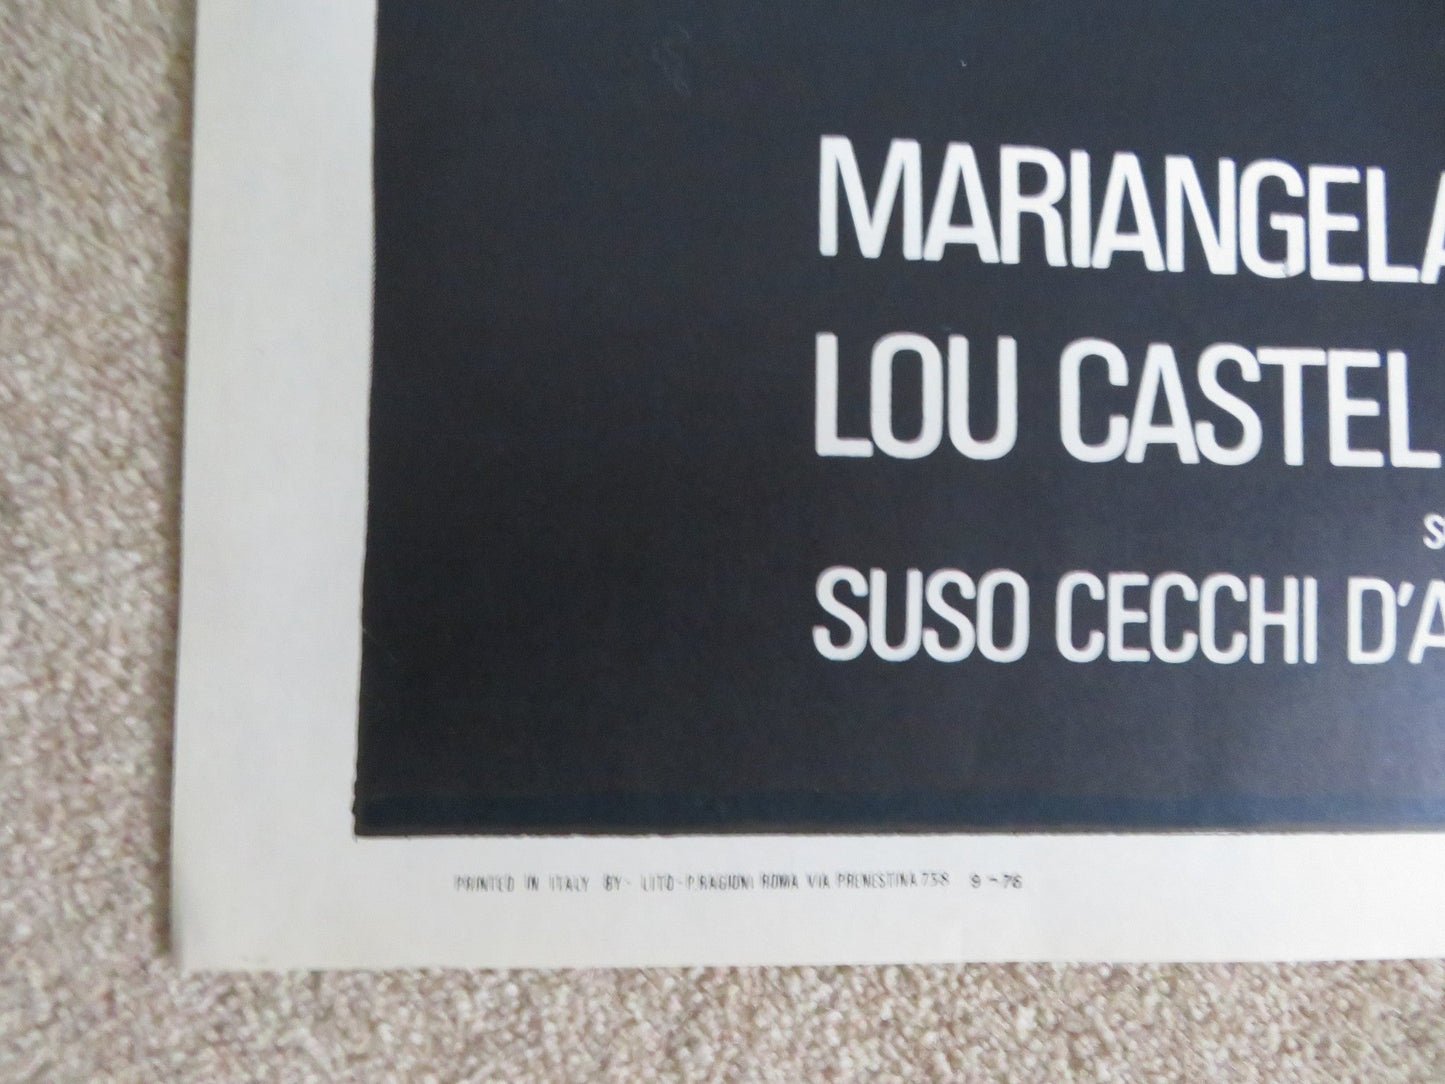 MARIANGELA
LOU CASTEL
SUSO CECCHI D'A
PRINTED IN ITALY BY - LITO - P.RAGIONI ROMA VIA PRENESTINA 738 9-76